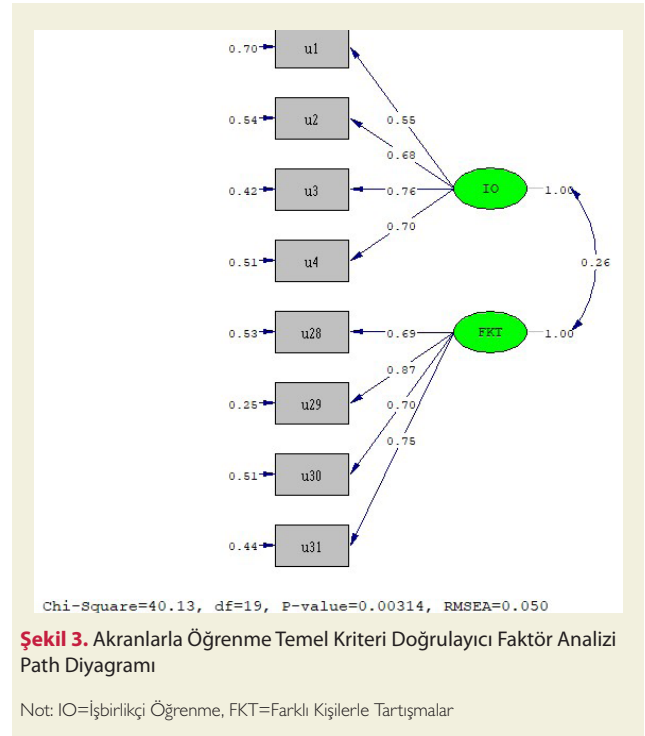 0.70 u1
0.55
0.54 u2
0.68
0.42 u3 0.76 IO 1.00
0.70
0.51 u4 0.26
0.53 u28 0.69 FKT 1.00
0.87
0.25 u29 0.70
0.75
0.51 u30
0.44 u31
Chi-Square=40.13, df=19, P-value=0.00314, RMSEA=0.050
Şekil 3. Akranlarla Öğrenme Temel Kriteri Doğrulayıcı Faktör Analizi
Path Diyagramı
Not: IO=İşbirlikçi Öğrenme, FKT=Farklı Kişilerle Tartışmalar